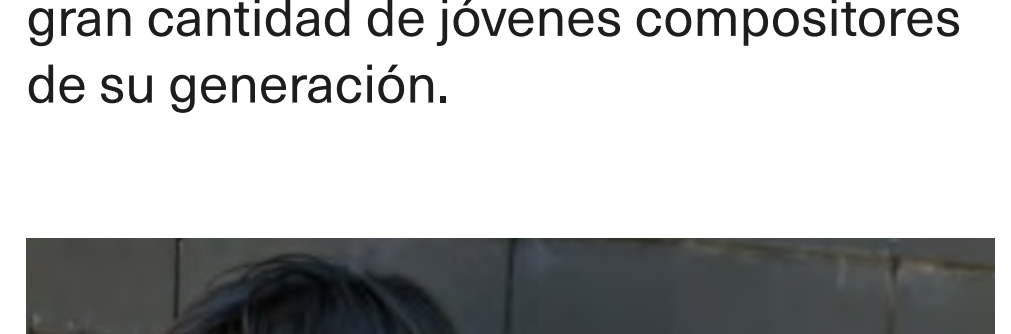 gran cantidad de jóvenes compositores
de su generación.